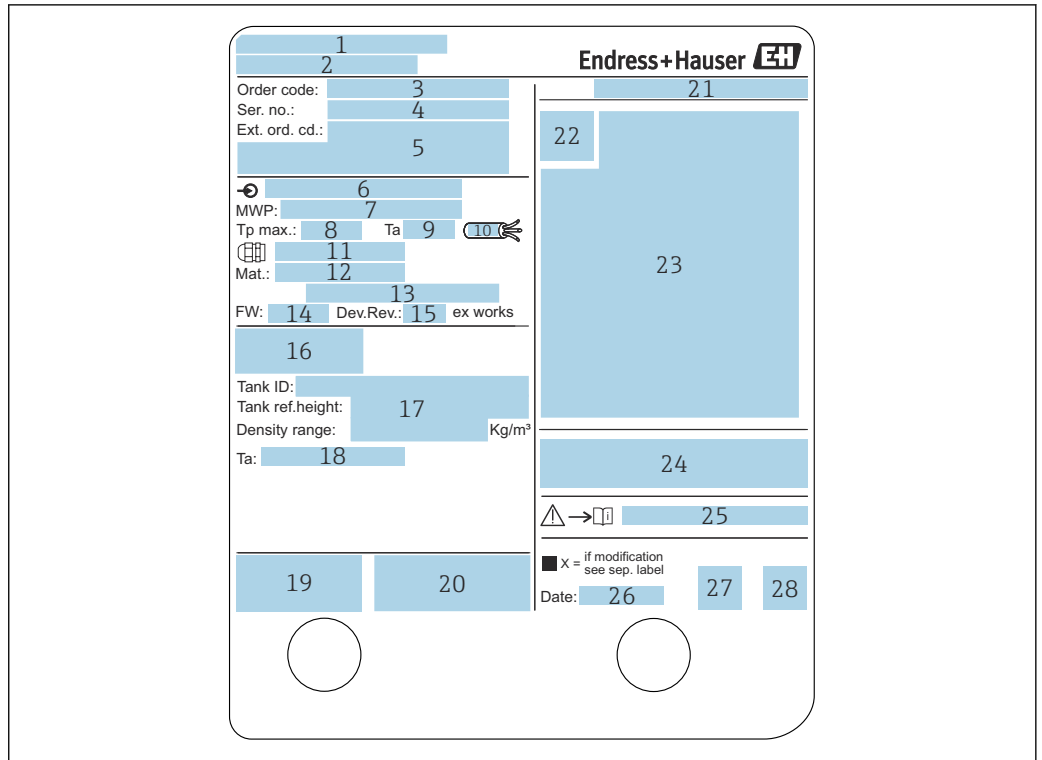 1
2
Endress+Hauser EH
Order code: 3
Ser. no.: 4
Ext. ord. cd.:
5
6
MWP: 7
Tp max.: 8 Ta 9 10
11
Mat.: 12
13
FW: 14 Dev.Rev.: 15 ex works
16
Tank ID:
Tank ref.height: 17
Density range: Kg/m³
Ta: 18
19 20
21
22
23
24
i 25
X = if modification
see sep. label
Date: 26 27 28